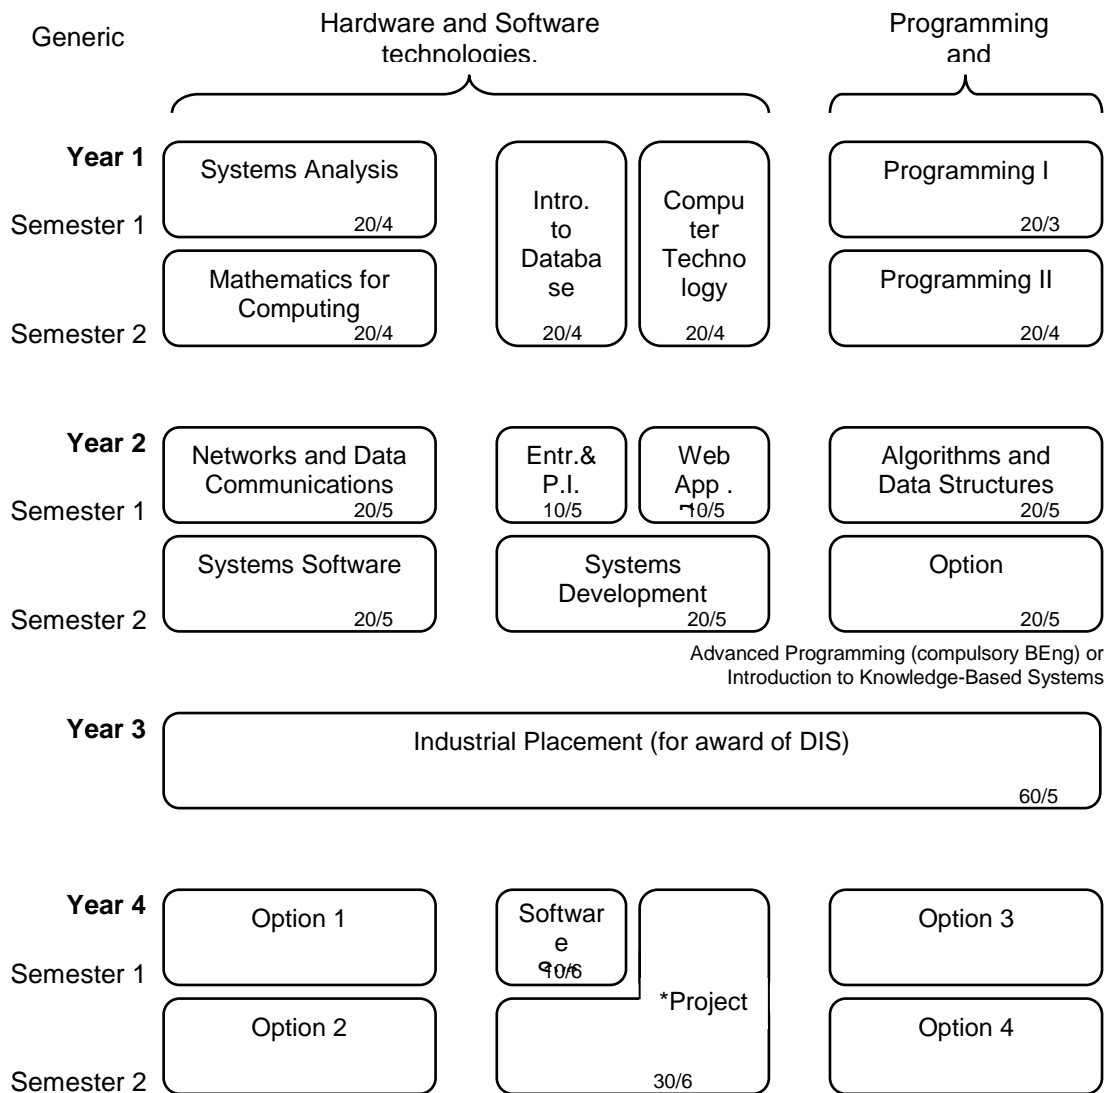 Generic
Hardware and Software
technologies.
Programming
and
Year 1
Systems Analysis
20/4
Intro.
to
Databa
se
20/4
Compu
ter
Techno
logy
20/4
Programming I
20/3
Semester 1
Mathematics for
Computing
20/4
Programming II
20/4
Semester 2
Year 2
Networks and Data
Communications
20/5
Entr.&
P.I.
10/5
Web
App .
10/5
Algorithms and
Data Structures
20/5
Semester 1
Systems Software
20/5
Systems
Development
20/5
Option
20/5
Semester 2
Advanced Programming (compulsory BEng) or
Introduction to Knowledge-Based Systems
Year 3
Industrial Placement (for award of DIS)
60/5
Year 4
Option 1
Softwar
e
10/6
*Project
30/6
Option 3
Semester 1
Option 2
Option 4
Semester 2